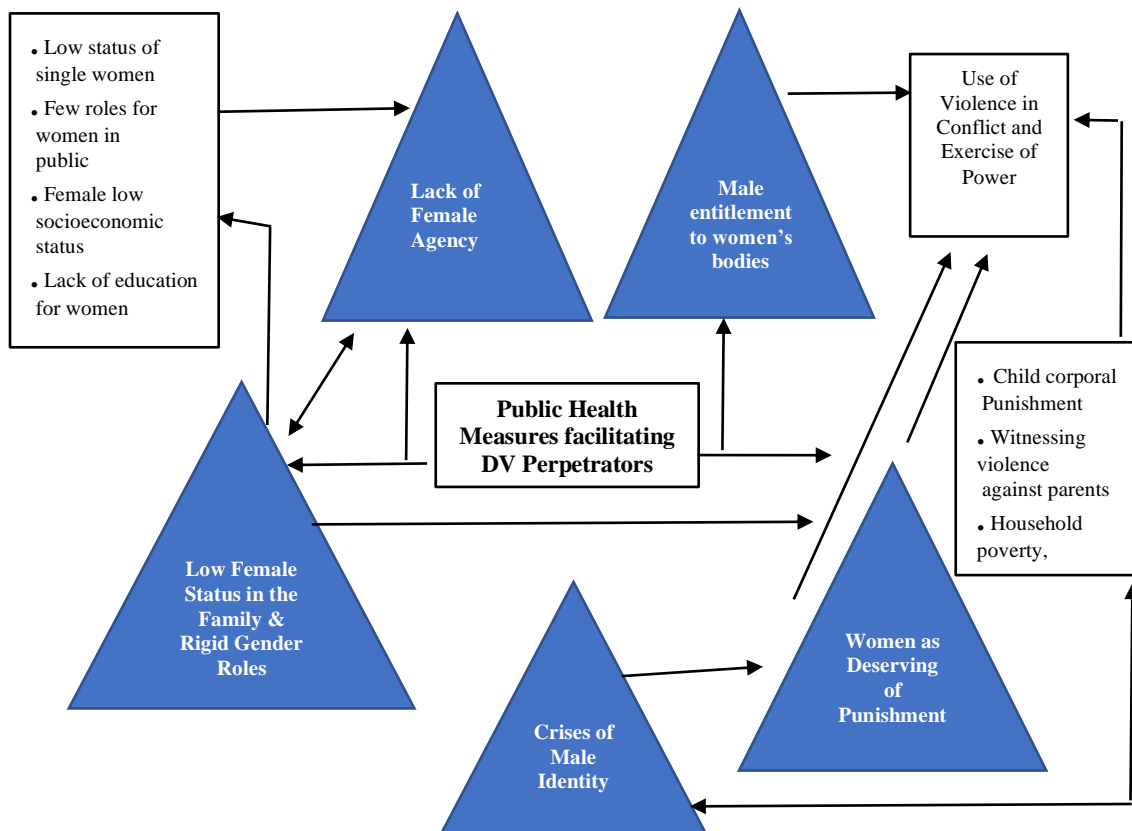 • Low status of
single women
• Few roles for
women in
public
• Female low
socioeconomic
status
• Lack of education
for women
Lack of
Female
Agency
Male
entitlement
to women’s
bodies
Use of
Violence in
Conflict and
Exercise of
Power
Public Health
Measures facilitating
DV Perpetrators
• Child corporal
Punishment
• Witnessing
violence
against parents
• Household
poverty,
Low Female
Status in the
Family &
Rigid Gender
Roles
Crises of
Male
Identity
Women as
Deserving
of
Punishment